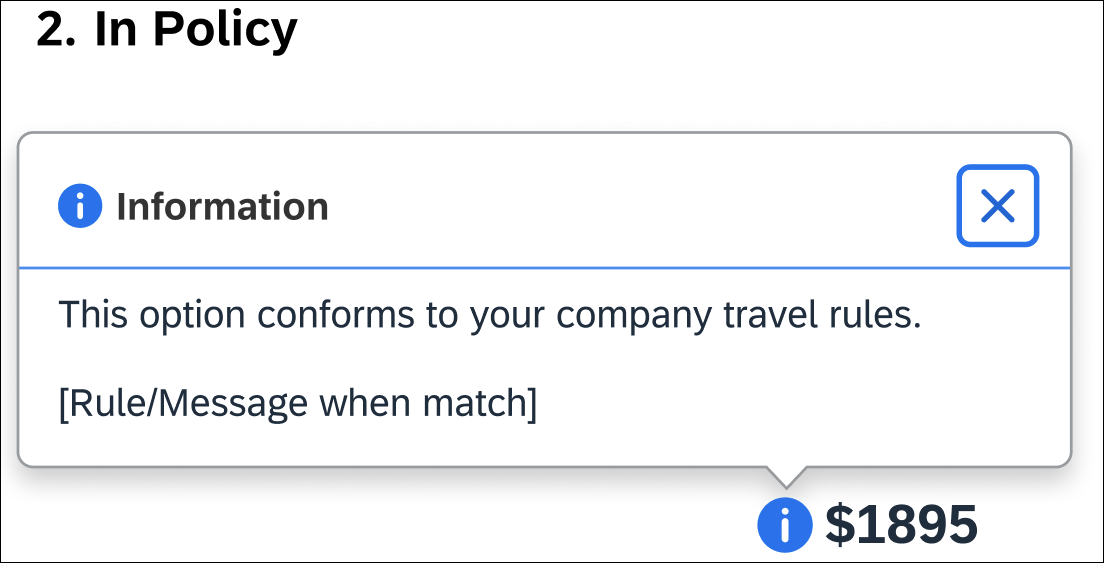 2. In Policy
Information
This option conforms to your company travel rules.
[Rule/Message when match]
$1895